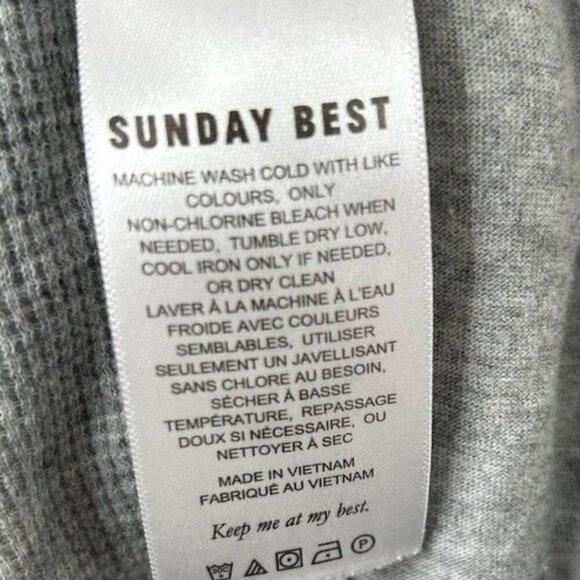 SUNDAY BEST
MACHINE WASH COLD WITH LIKE
COLOURS, ONLY
NON-CHLORINE BLEACH WHEN
NEEDED, TUMBLE DRY LOW,
COOL IRON ONLY IF NEEDED,
OR DRY CLEAN
LAVER À LA MACHINE À L'EAU
FROIDE AVEC COULEURS
SEMBLABLES, UTILISER
SEULEMENT UN JAVELLISANT
SANS CHLORE AU BESOIN,
SÉCHER À BASSE
TEMPÉRATURE, REPASSAGE
DOUX SI NÉCESSAIRE, OU
NETTOYER À SEC
MADE IN VIETNAM
FABRIQUÉ AU VIETNAM
Keep me at my best.
30C P